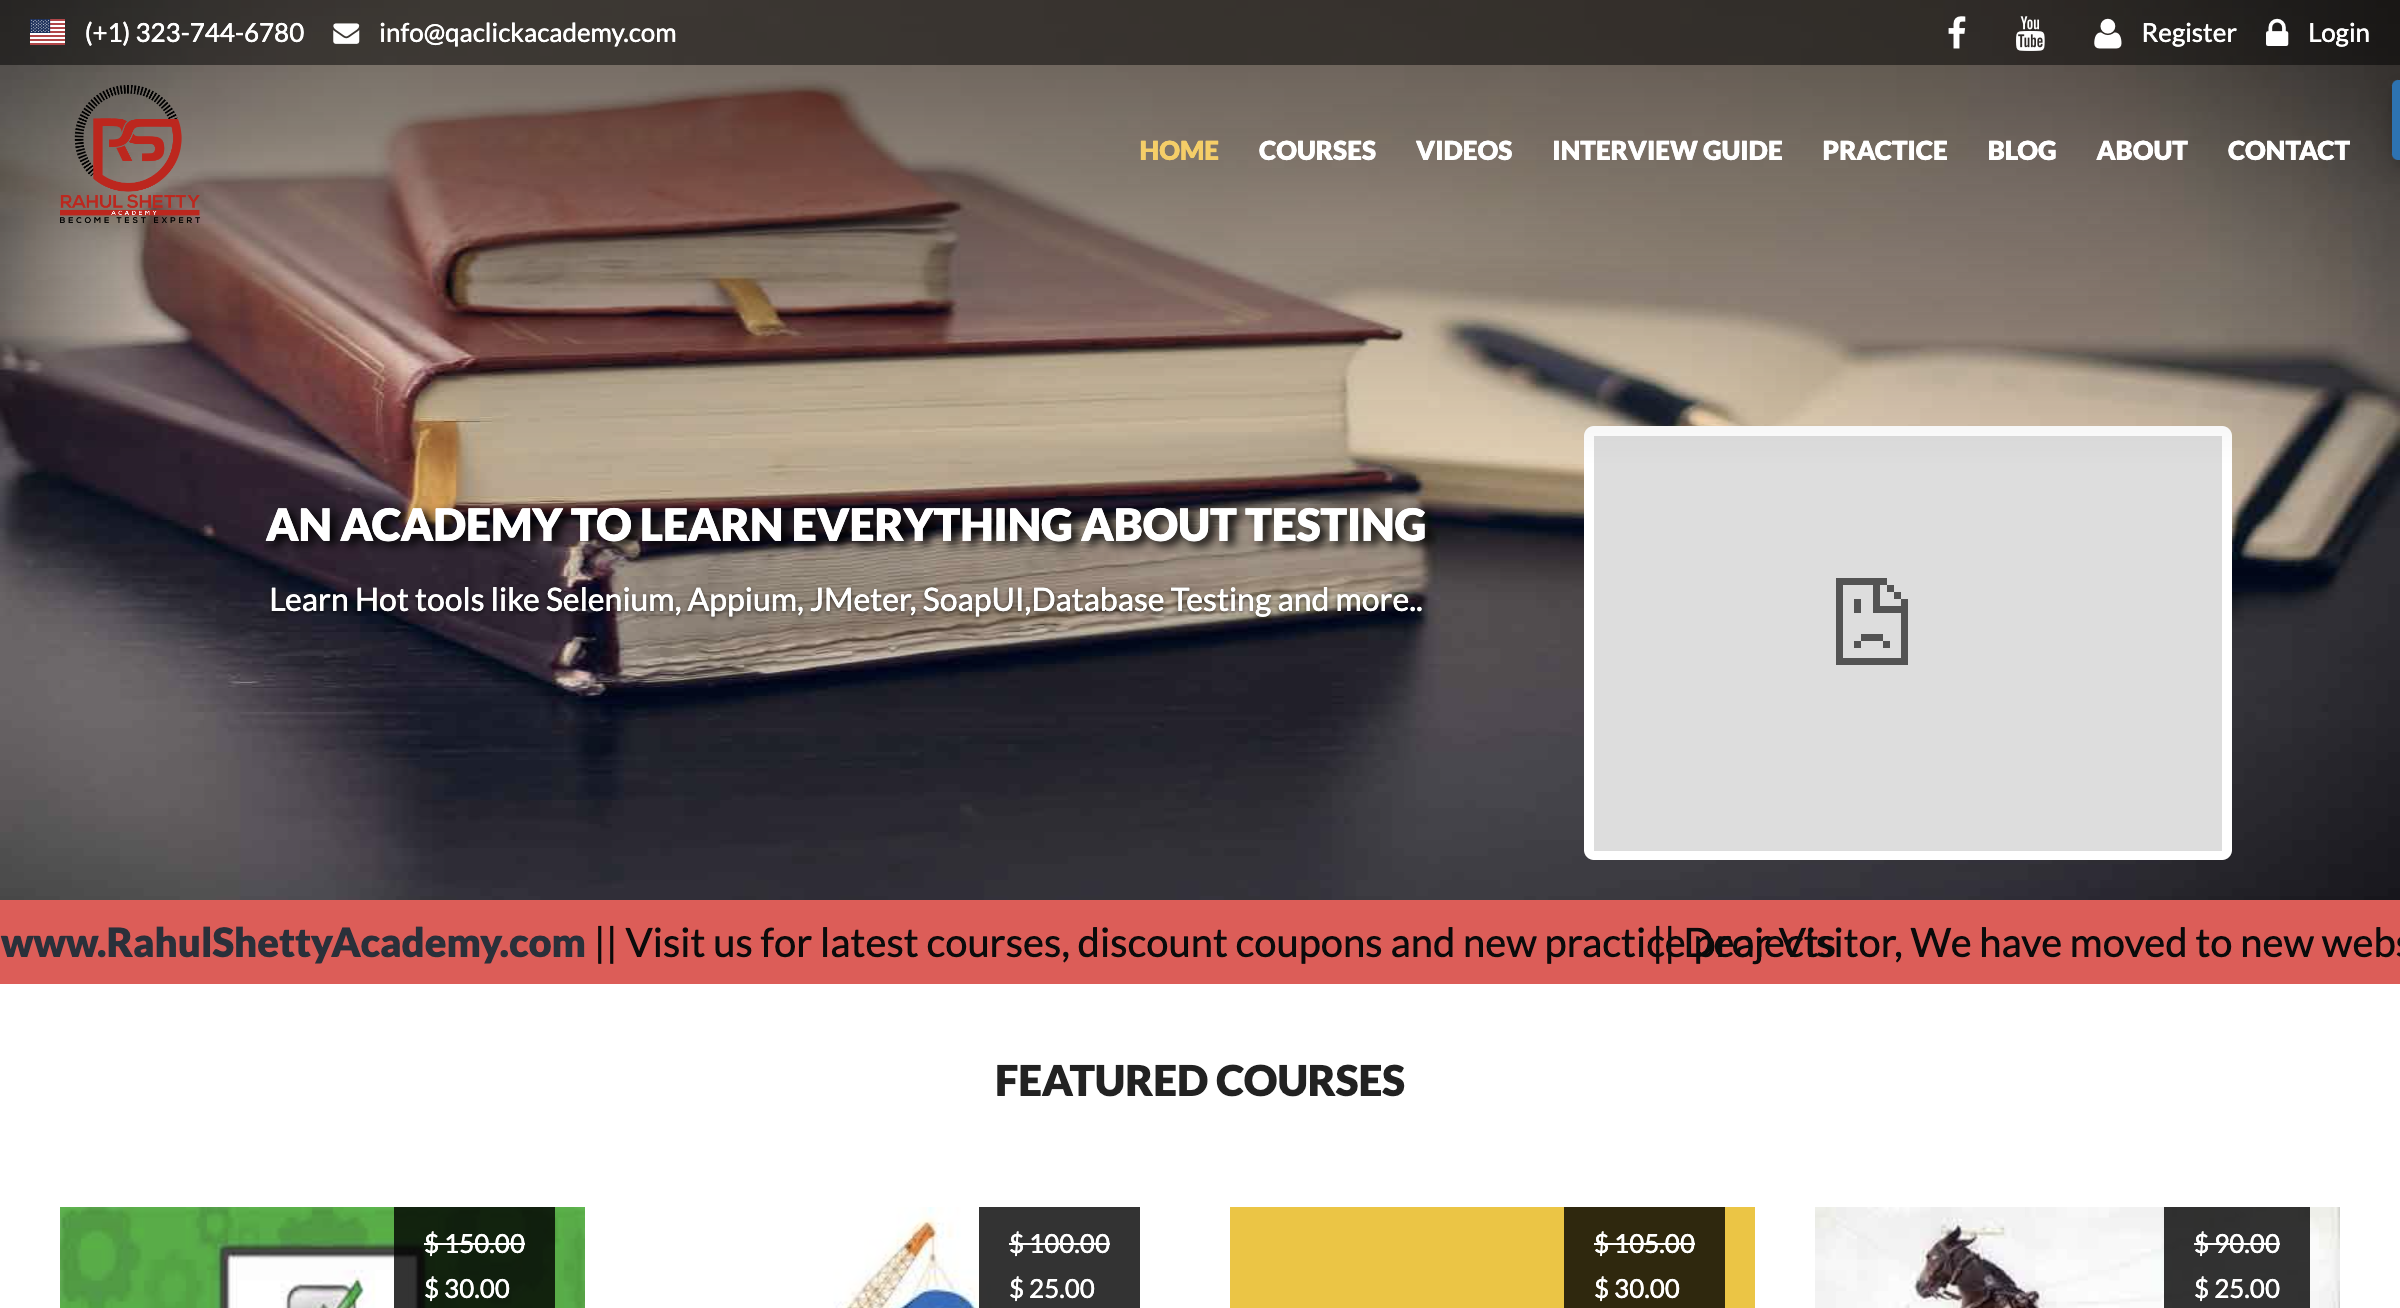 (+1) 323-744-6780 info@qaclickacademy.com
You
Tube
Register Login
RS
RAHUL SHETTY
ACADEMY
BECOME TEST EXPERT
HOME COURSES VIDEOS INTERVIEW GUIDE PRACTICE BLOG ABOUT CONTACT
AN ACADEMY TO LEARN EVERYTHING ABOUT TESTING
Learn Hot tools like Selenium, Appium, JMeter, SoapUI,Database Testing and more..
www.RahulShettyAcademy.com || Visit us for latest courses, discount coupons and new practice projects
|| Dear Visitor, We have moved to new webs
FEATURED COURSES
$ 150.00
$ 30.00
$ 100.00
$ 25.00
$ 105.00
$ 30.00
$ 90.00
$ 25.00